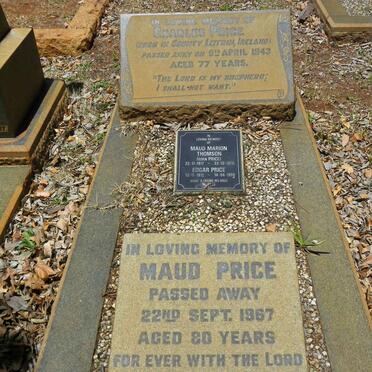 IN LOVING MEMORY OF
CHARLES PRICE
(BORN IN COUNTY LEITRIM, IRELAND)
PASSED AWAY ON 9TH APRIL 1943
AGED 77 YEARS.
"THE LORD IS MY SHEPHERD;
I SHALL NOT WANT."
MAUD MARION
THOMSON
(BORN PRICE)
EDGAR PRICE
IN LOVING MEMORY OF
MAUD PRICE
PASSED AWAY
22ND SEPT. 1967
AGED 80 YEARS
FOR EVER WITH THE LORD